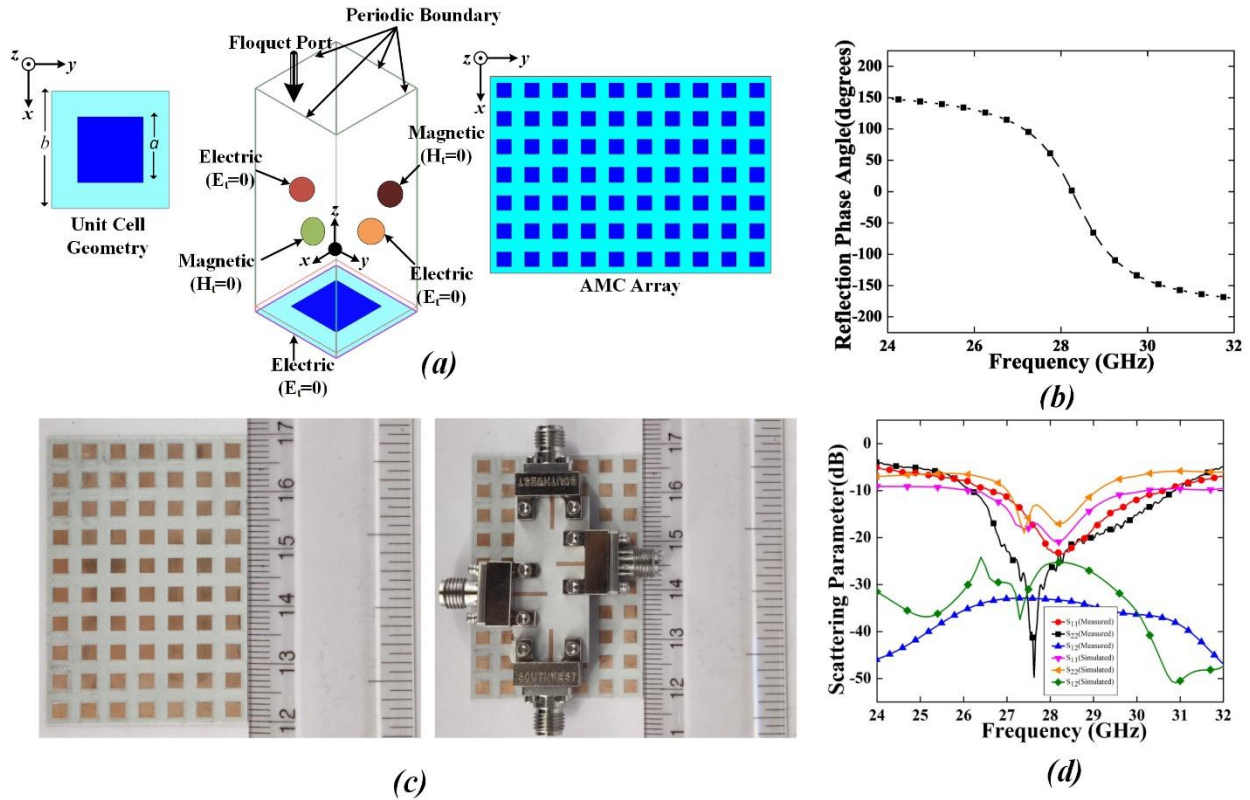 z y
x
b
a
Unit Cell
Geometry
Periodic Boundary
Floquet Port
Electric
(Et=0)
Magnetic
(Ht=0)
z
x y
Magnetic
(Ht=0)
Electric
(Et=0)
Electric
(Et=0)
(a)
z y
x
AMC Array
Reflection Phase Angle(degrees)
200
150
100
50
0
-50
-100
-150
-200
24 26 28 30 32
Frequency (GHz)
(b)
17
16
15
14
13
12
SOUTHWEST
SOUTHWEST
17
16
15
14
13
12
(c)
Scattering Parameter(dB)
0
-10
-20
-30
-40
-50
S11(Measured)
S22(Measured)
S12(Measured)
S11(Simulated)
S22(Simulated)
S12(Simulated)
24 25 26 27 28 29 30 31 32
Frequency (GHz)
(d)